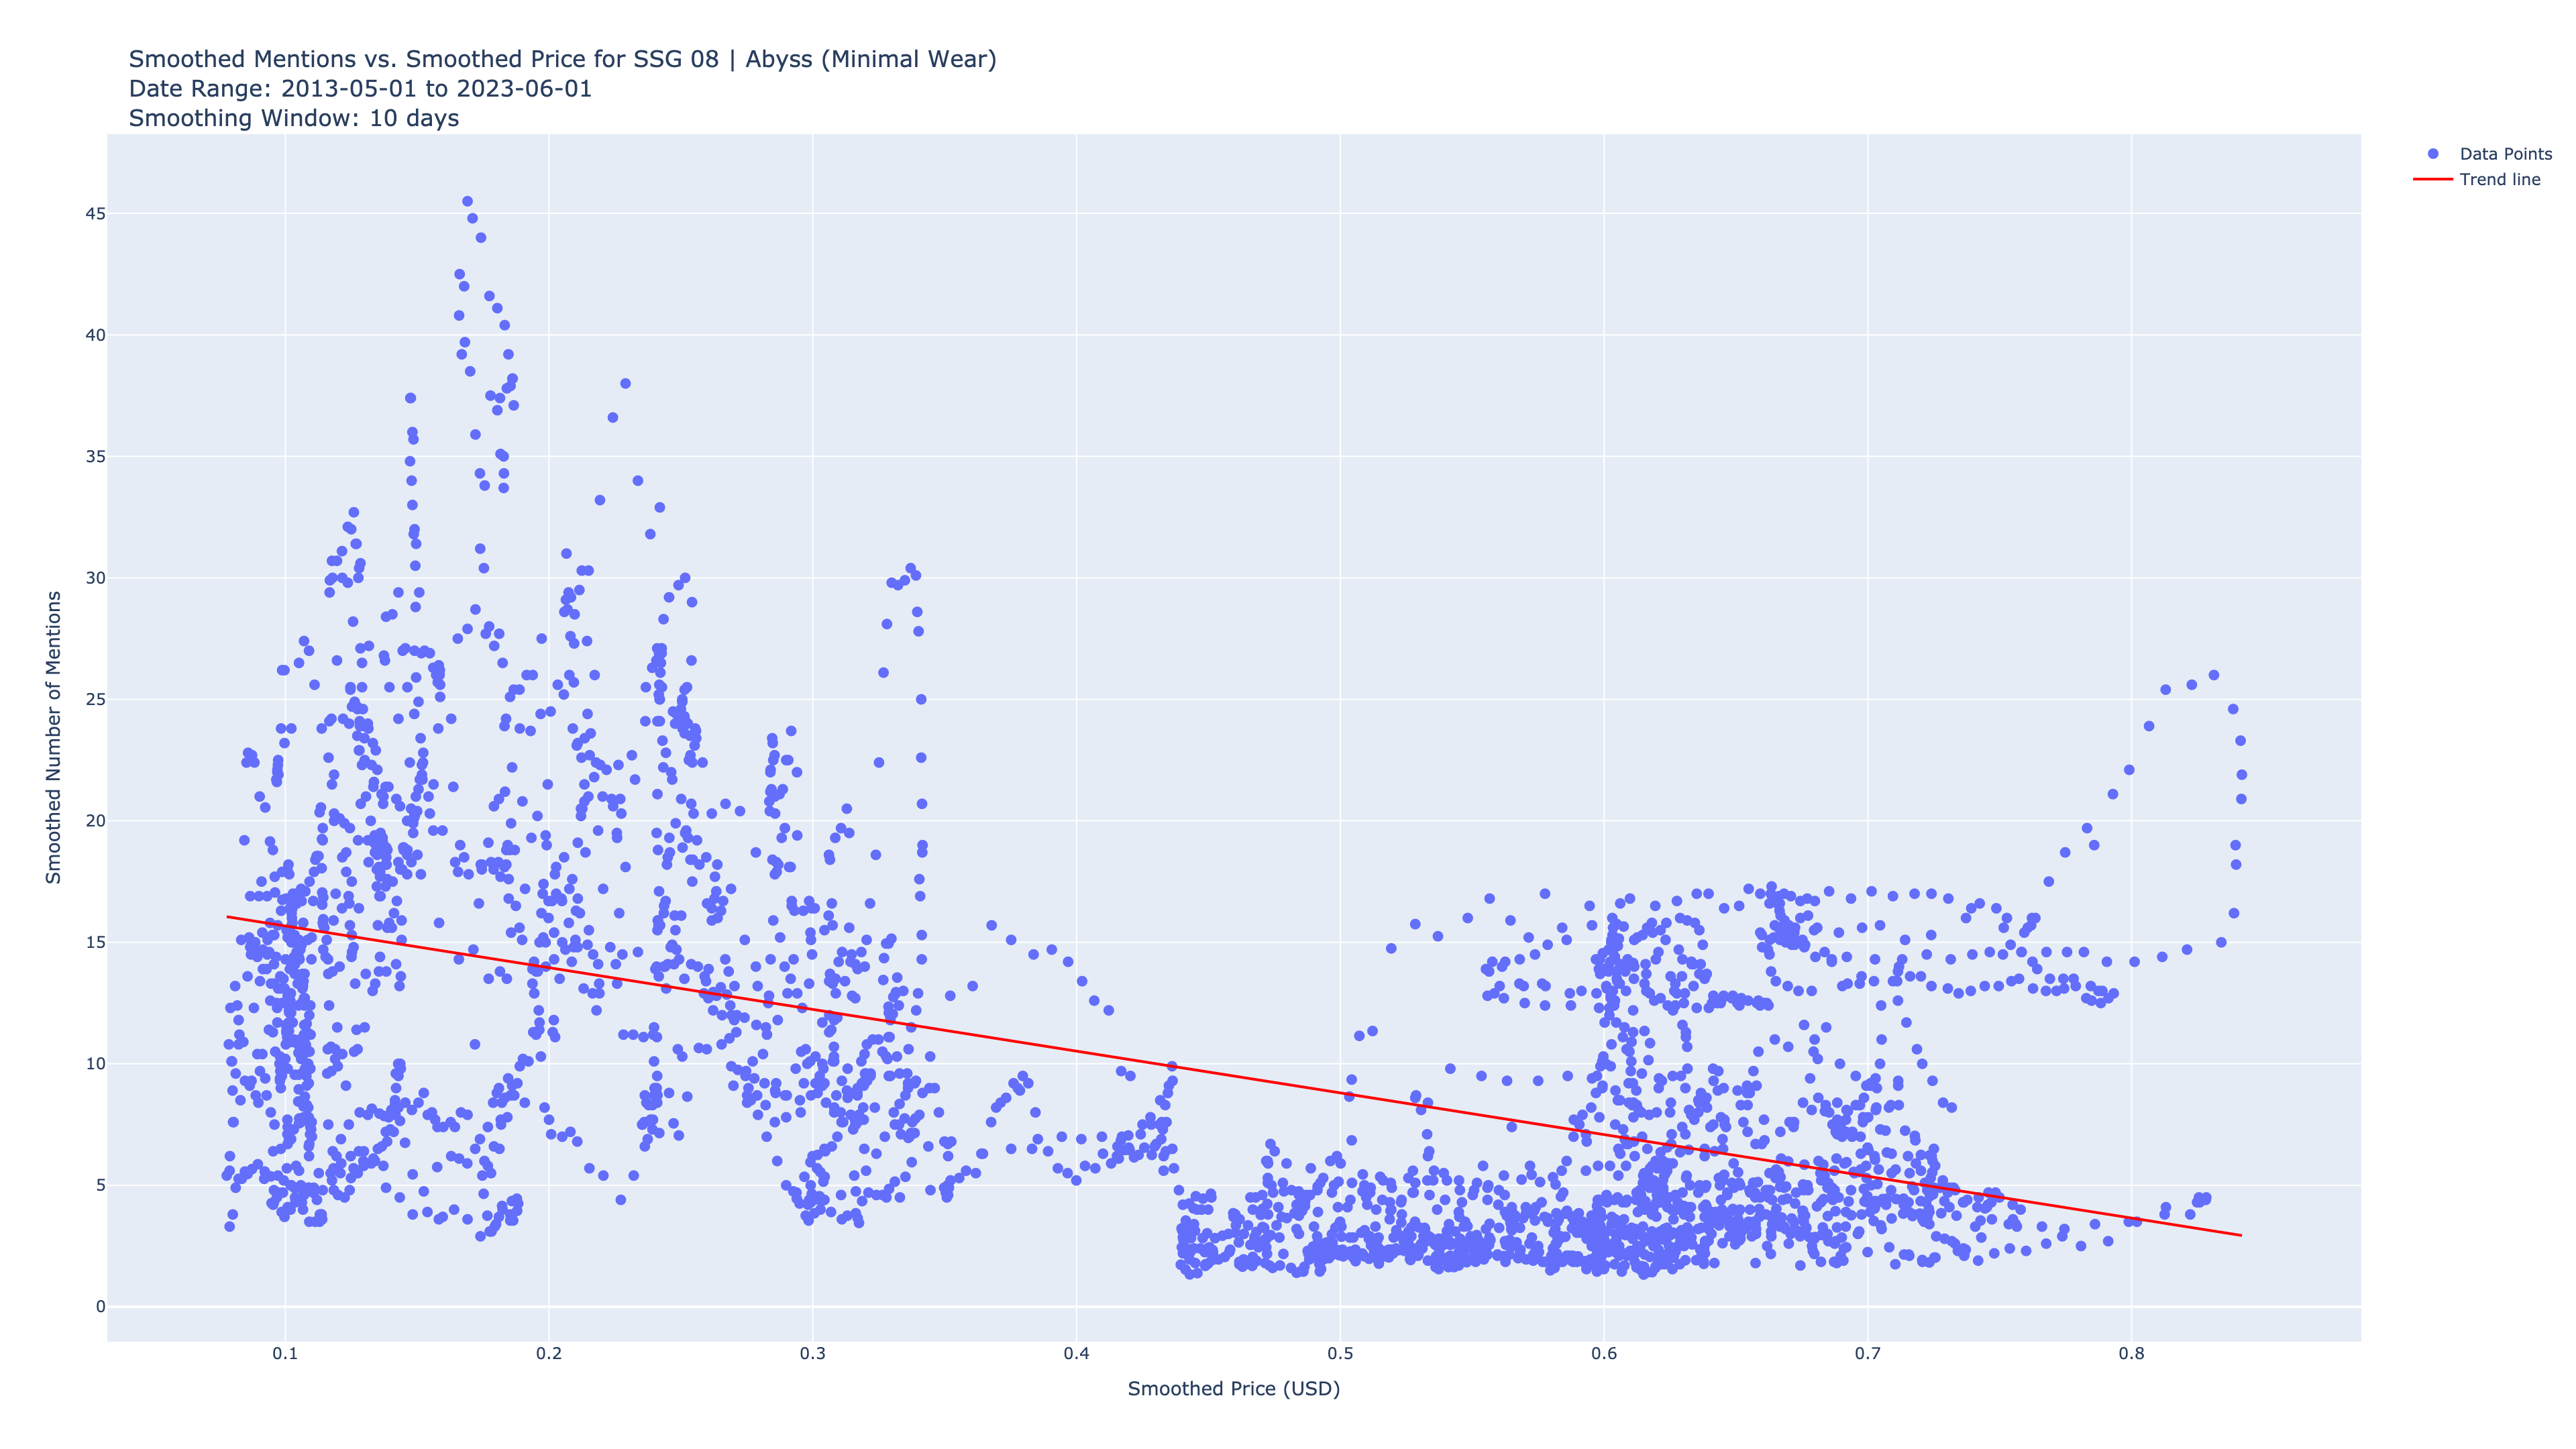 Smoothed Mentions vs. Smoothed Price for SSG 08 | Abyss (Minimal Wear)
Date Range: 2013-05-01 to 2023-06-01
Smoothing Window: 10 days
Data Points
Trend line
Smoothed Number of Mentions
45
40
35
30
25
20
15
10
5
0
0.1
0.2
0.3
0.4
0.5
0.6
0.7
0.8
Smoothed Price (USD)